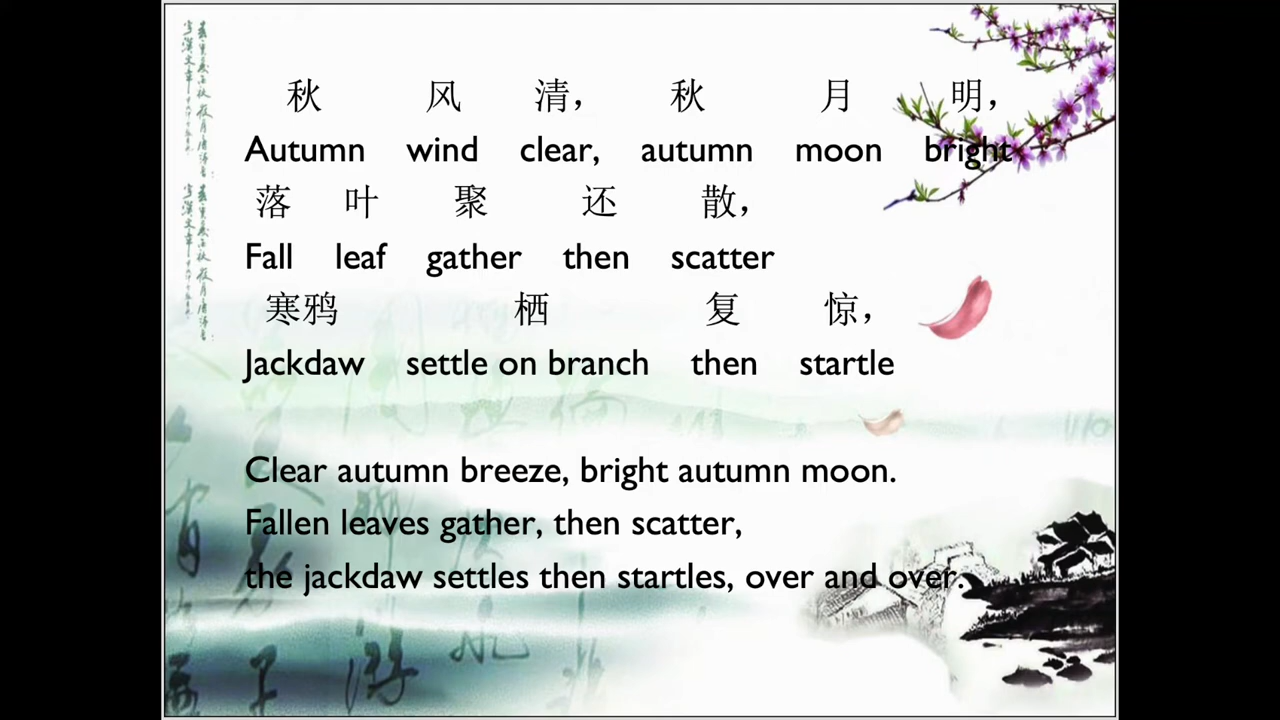 秋 风 清， 秋 月 明，
Autumn wind clear, autumn moon bright
落 叶 聚 还 散，
Fall leaf gather then scatter
寒鸦 栖 复 惊，
Jackdaw settle on branch then startle
Clear autumn breeze, bright autumn moon.
Fallen leaves gather, then scatter,
the jackdaw settles then startles, over and over.